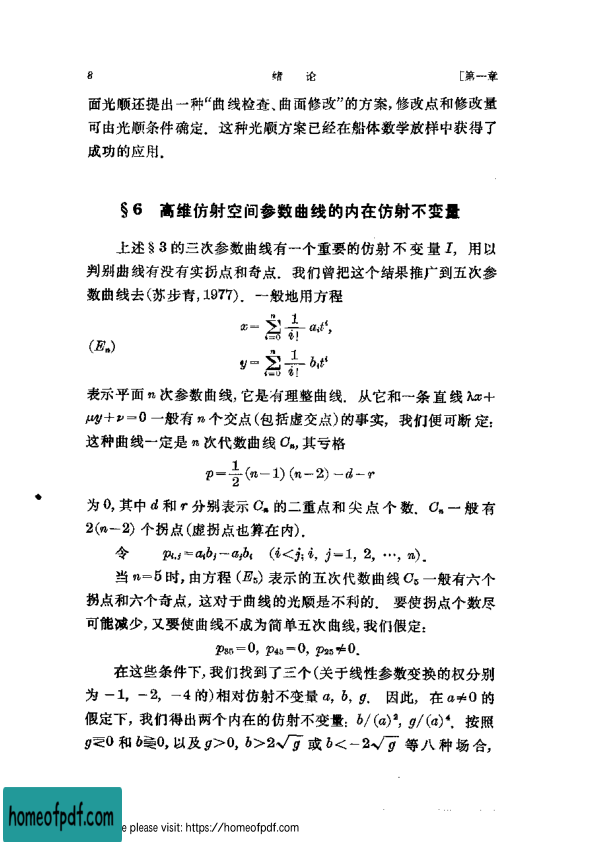 8 绪 论 [第一章
面光顺还提出一种“曲线检查、曲面修改”的方案,修改点和修改量
可由光顺条件确定. 这种光顺方案已经在船体数学放样中获得了
成功的应用.
§6 高维仿射空间参数曲线的内在仿射不变量
上述§3的三次参数曲线有一个重要的仿射不变量 I, 用以
判别曲线有没有实拐点和奇点. 我们曾把这个结果推广到五次参
数曲线去(苏步青,1977). 一般地用方程
x=∑_{i=0}^{n} 1/i! a_i t^i,
(E_n)
y=∑_{i=0}^{n} 1/i! b_i t^i
表示平面 n 次参数曲线,它是有理整曲线. 从它和一条直线 λx+
μy+ν=0 一般有 n 个交点(包括虚交点)的事实, 我们便可断定:
这种曲线一定是 n 次代数曲线 C_n,其亏格
p=1/2(n-1)(n-2)-d-r
为 0,其中 d 和 r 分别表示 C_n 的二重点和尖点个数. C_n 一般有
2(n-2) 个拐点(虚拐点也算在内).
令 p_{i,j}=a_i b_j-a_j b_i (i<j; i, j=1, 2, …, n).
当 n=5 时,由方程 (E_5) 表示的五次代数曲线 C_5 一般有六个
拐点和六个奇点, 这对于曲线的光顺是不利的. 要使拐点个数尽
可能减少,又要使曲线不成为简单五次曲线,我们假定:
p_{35}=0, p_{45}=0, p_{25}≠0.
在这些条件下,我们找到了三个(关于线性参数变换的权分别
为 -1, -2, -4 的)相对仿射不变量 a, b, g. 因此, 在 a≠0 的
假定下, 我们得出两个内在的仿射不变量: b/(a)², g/(a)⁴. 按照
g⋛0 和 b⋛0, 以及 g>0, b>2√g 或 b<-2√g 等八种场合,
homeofpdf.com
e please visit: https://homeofpdf.com